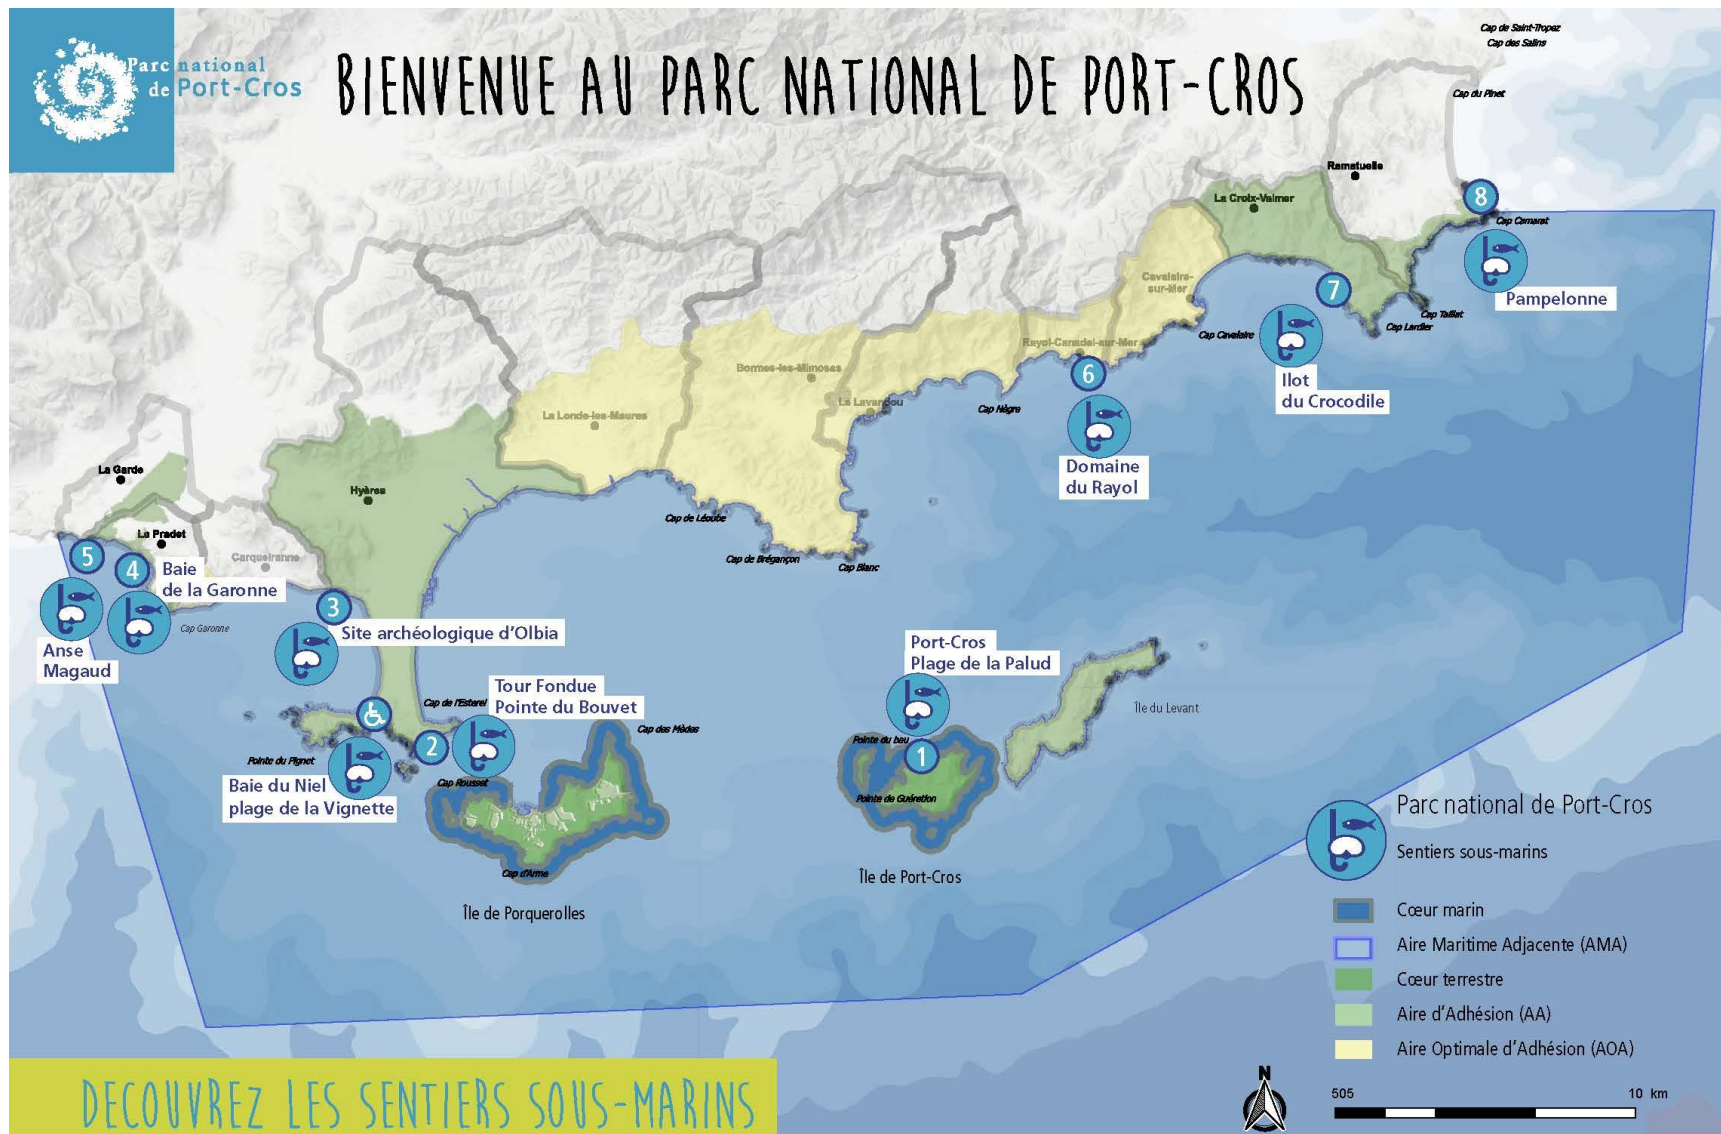 Parc national
de Port-Cros
BIENVENUE AU PARC NATIONAL DE PORT-CROS
Cap de Saint-Tropez
Cap des Salins
Cap du Pinet
Ramatuelle
La Croix-Valmer
8
Cap Camarat
Pampelonne
Cavalaire-
sur-Mer
7
Cap Taillat
Cap Lardier
Cap Cavalaire
Ilot
du Crocodile
Rayol-Canadel-sur-Mer
6
Domaine
du Rayol
Cap Nègre
Bormes-les-Mimosas
Le Lavandou
La Londe-les-Maures
La Garde
Hyères
Le Pradet
Carqueiranne
Cap de Léoube
Cap de Brégançon
Cap Blanc
5
4
Baie
de la Garonne
Cap Garonne
Anse
Magaud
3
Site archéologique d'Olbia
Port-Cros
Plage de la Palud
Tour Fondue
Pointe du Bouvet
Cap de l'Esterel
2
Cap des Mèdes
Pointe du Pignet
Baie du Niel
plage de la Vignette
Cap Rousset
Cap d'Arme
Île de Porquerolles
Pointe du bau
1
Pointe de Guérétion
Île de Port-Cros
Île du Levant
Parc national de Port-Cros
Sentiers sous-marins
Cœur marin
Aire Maritime Adjacente (AMA)
Cœur terrestre
Aire d'Adhésion (AA)
Aire Optimale d'Adhésion (AOA)
N
505 10 km
DECOUVREZ LES SENTIERS SOUS-MARINS